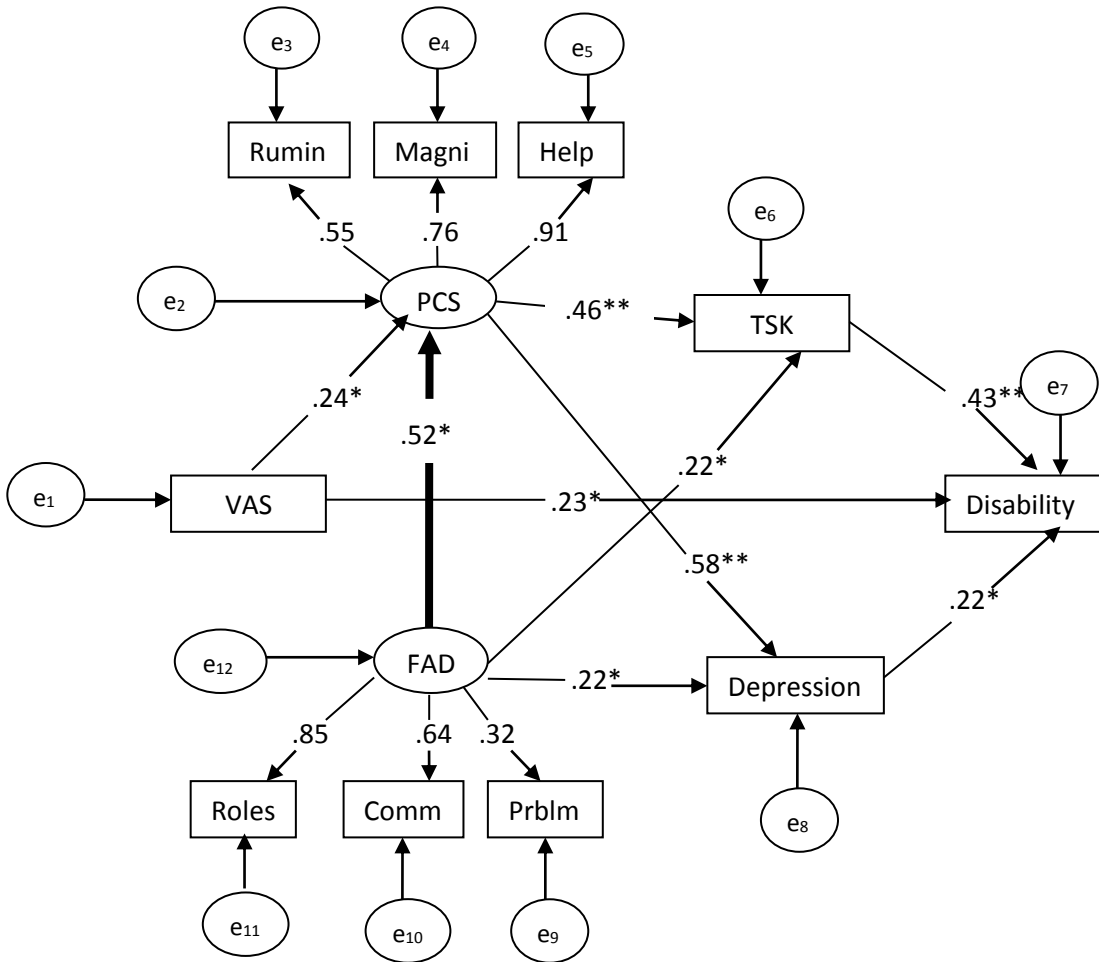 e3
e4
e5
Rumin
Magni
Help
e6
.55
.76
.91
e2
PCS
.46**
TSK
e7
.24*
.43**
.52*
.22*
e1
VAS
.23*
Disability
.58**
.22*
e12
FAD
.22*
Depression
.85
.64
.32
Roles
Comm
Prblm
e8
e11
e10
e9